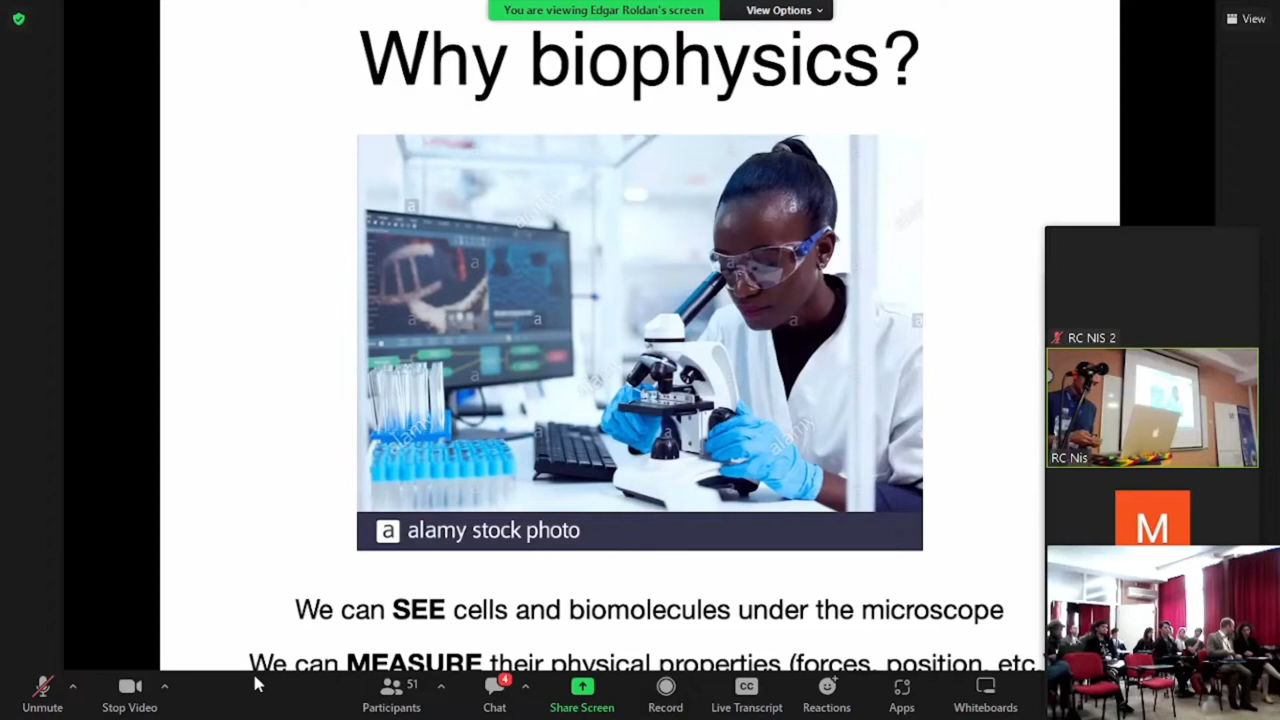 You are viewing Edgar Roldan's screen
View Options
View
Why biophysics?
a alamy stock photo
We can SEE cells and biomolecules under the microscope
We can MEASURE their physical properties (forces, position, etc
RC NIS 2
RC Nis
M
Unmute
Stop Video
51
Participants
4
Chat
Share Screen
Record
CC
Live Transcript
Reactions
Apps
Whiteboards